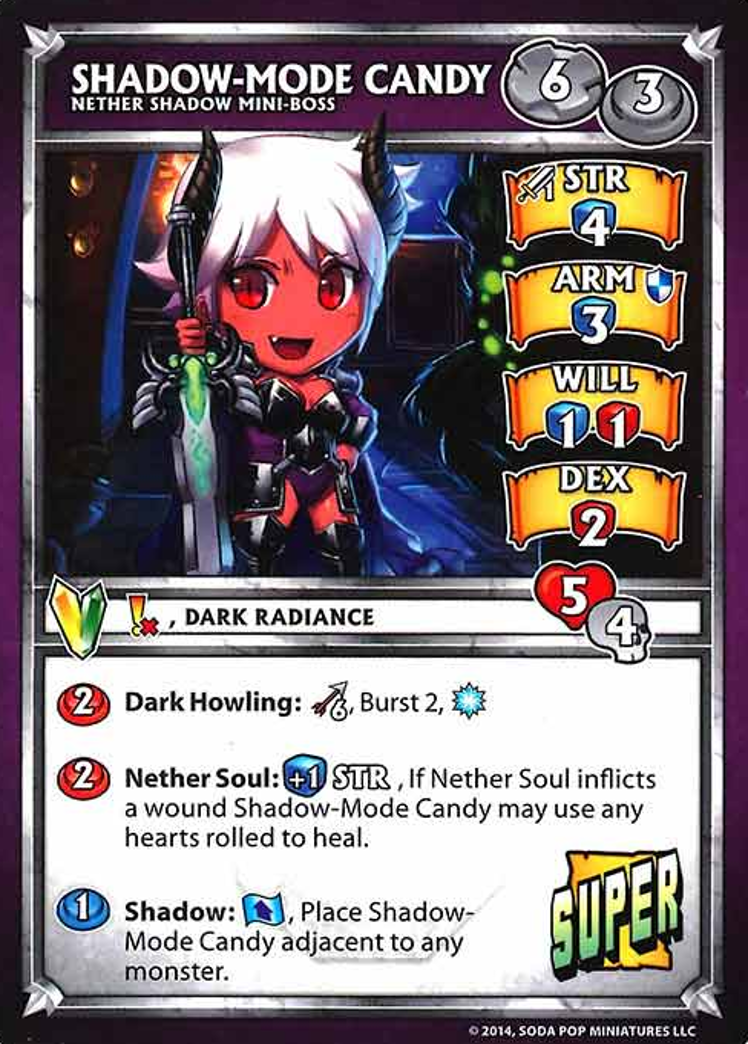 SHADOW-MODE CANDY
NETHER SHADOW MINI-BOSS
6
3
STR
4
ARM
3
WILL
1 1
DEX
2
5
4
, DARK RADIANCE
2 Dark Howling: 6, Burst 2,
2 Nether Soul: +1 STR , If Nether Soul inflicts
a wound Shadow-Mode Candy may use any
hearts rolled to heal.
1 Shadow: , Place Shadow-
Mode Candy adjacent to any
monster.
SUPER
© 2014, SODA POP MINIATURES LLC